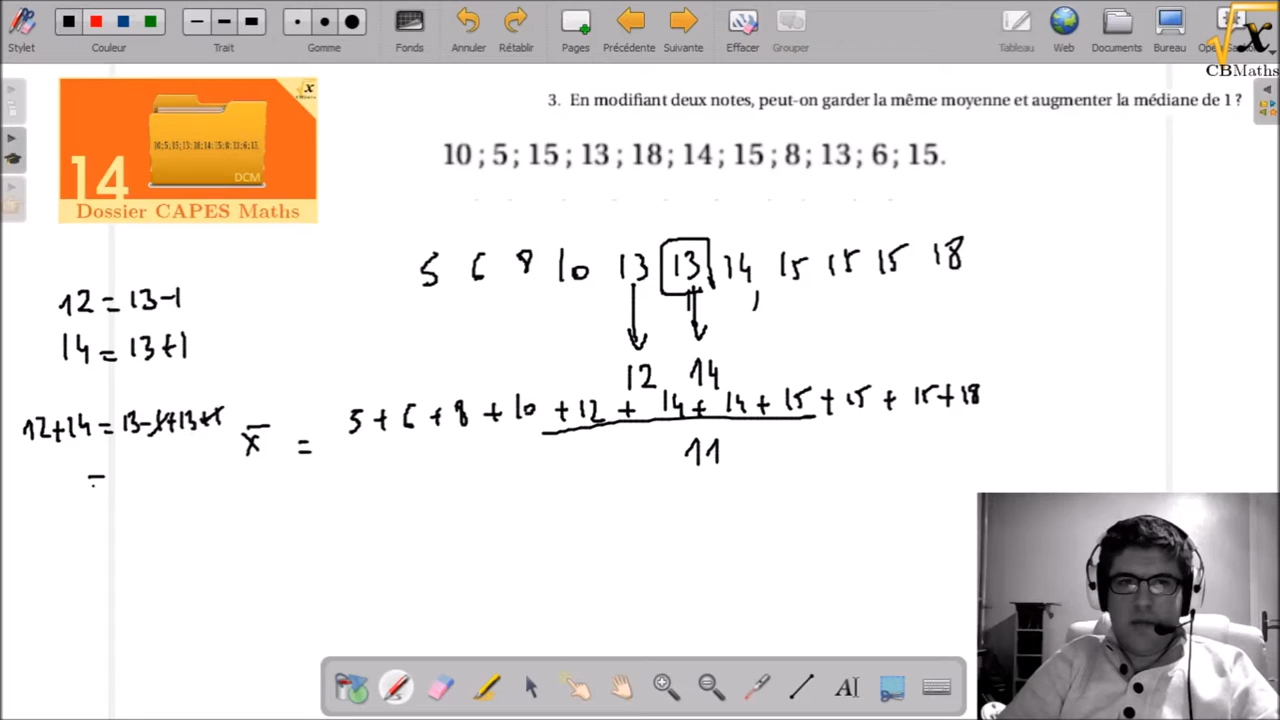 Stylet
Couleur
Trait
Gomme
Fonds
Annuler
Rétablir
Pages
Précédente
Suivante
Effacer
Grouper
Tableau
Web
Documents
Bureau
CBMaths
3. En modifiant deux notes, peut-on garder la même moyenne et augmenter la médiane de 1 ?
10 ; 5 ; 15 ; 13 ; 18 ; 14 ; 15 ; 8 ; 13 ; 6 ; 15.
14
DCM
Dossier CAPES Maths
5 6 8 10 13 13 14 15 15 15 18
12 = 13-1
14 = 13+1
12 14
5 + 6 + 8 + 10 + 12 + 14 + 14 + 15 + 15 + 15 + 18
12+14 = 13-1+13+1
x̄ =
11
=
AI